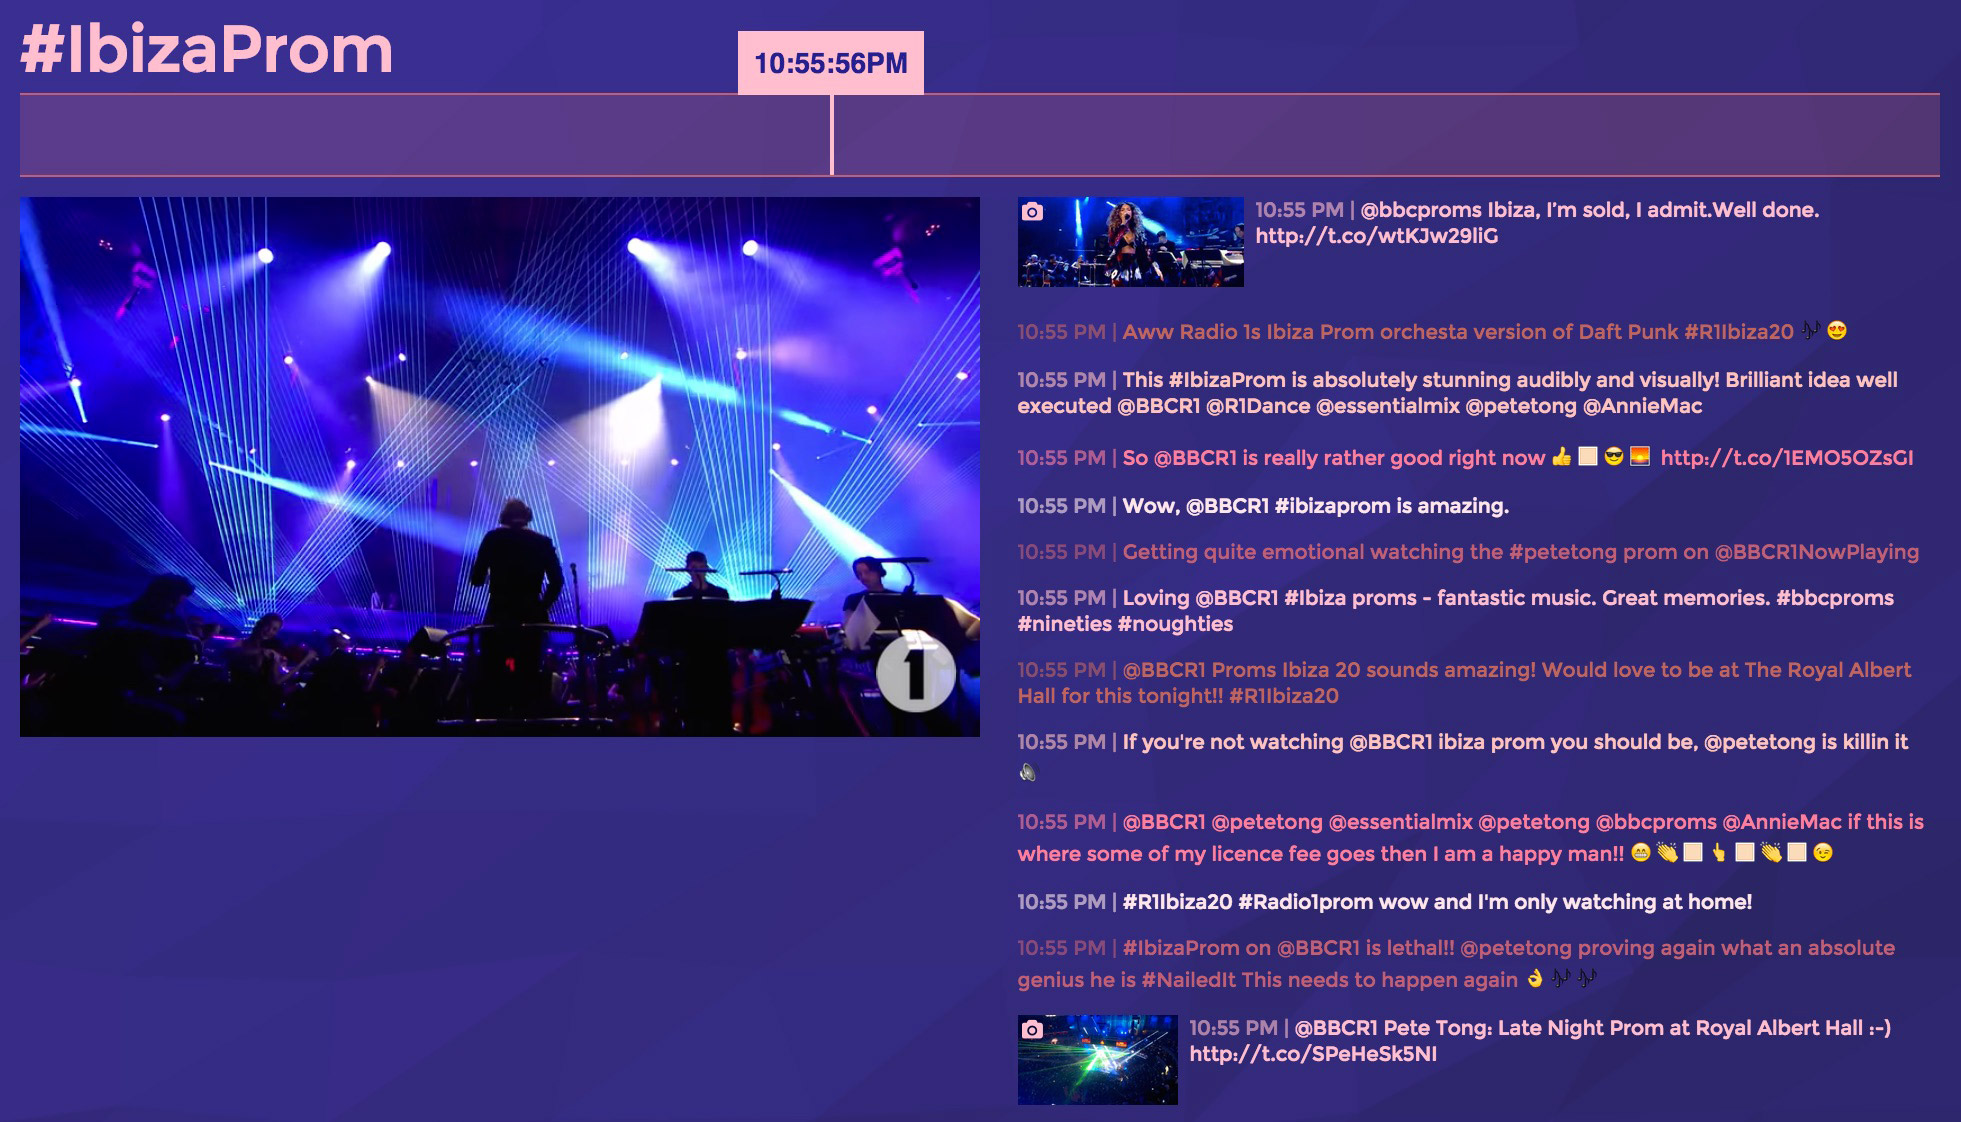 #IbizaProm
10:55:56PM
1
10:55 PM | @bbcproms Ibiza, I’m sold, I admit.Well done.
http://t.co/wtKJw29liG
10:55 PM | Aww Radio 1s Ibiza Prom orchesta version of Daft Punk #R1Ibiza20 🎶 😍
10:55 PM | This #IbizaProm is absolutely stunning audibly and visually! Brilliant idea well
executed @BBCR1 @R1Dance @essentialmix @petetong @AnnieMac
10:55 PM | So @BBCR1 is really rather good right now 👍🏻 😎 🌅 http://t.co/1EMO5OZsGI
10:55 PM | Wow, @BBCR1 #ibizaprom is amazing.
10:55 PM | Getting quite emotional watching the #petetong prom on @BBCR1NowPlaying
10:55 PM | Loving @BBCR1 #Ibiza proms - fantastic music. Great memories. #bbcproms
#nineties #noughties
10:55 PM | @BBCR1 Proms Ibiza 20 sounds amazing! Would love to be at The Royal Albert
Hall for this tonight!! #R1Ibiza20
10:55 PM | If you're not watching @BBCR1 ibiza prom you should be, @petetong is killin it
🔊
10:55 PM | @BBCR1 @petetong @essentialmix @petetong @bbcproms @AnnieMac if this is
where some of my licence fee goes then I am a happy man!! 😁 👏🏻 👆🏻 👏🏻 😉
10:55 PM | #R1Ibiza20 #Radio1prom wow and I'm only watching at home!
10:55 PM | #IbizaProm on @BBCR1 is lethal!! @petetong proving again what an absolute
genius he is #NailedIt This needs to happen again 👌 🎶 🎶
10:55 PM | @BBCR1 Pete Tong: Late Night Prom at Royal Albert Hall :-)
http://t.co/SPeHeSk5NI